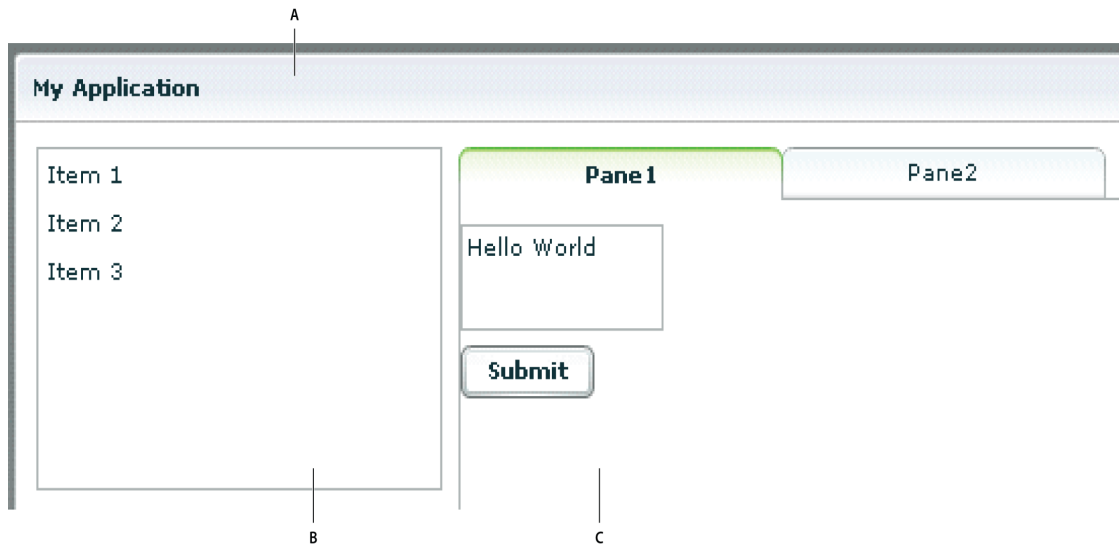 A
My Application
Item 1
Item 2
Item 3
Pane1
Pane2
Hello World
Submit
B
C